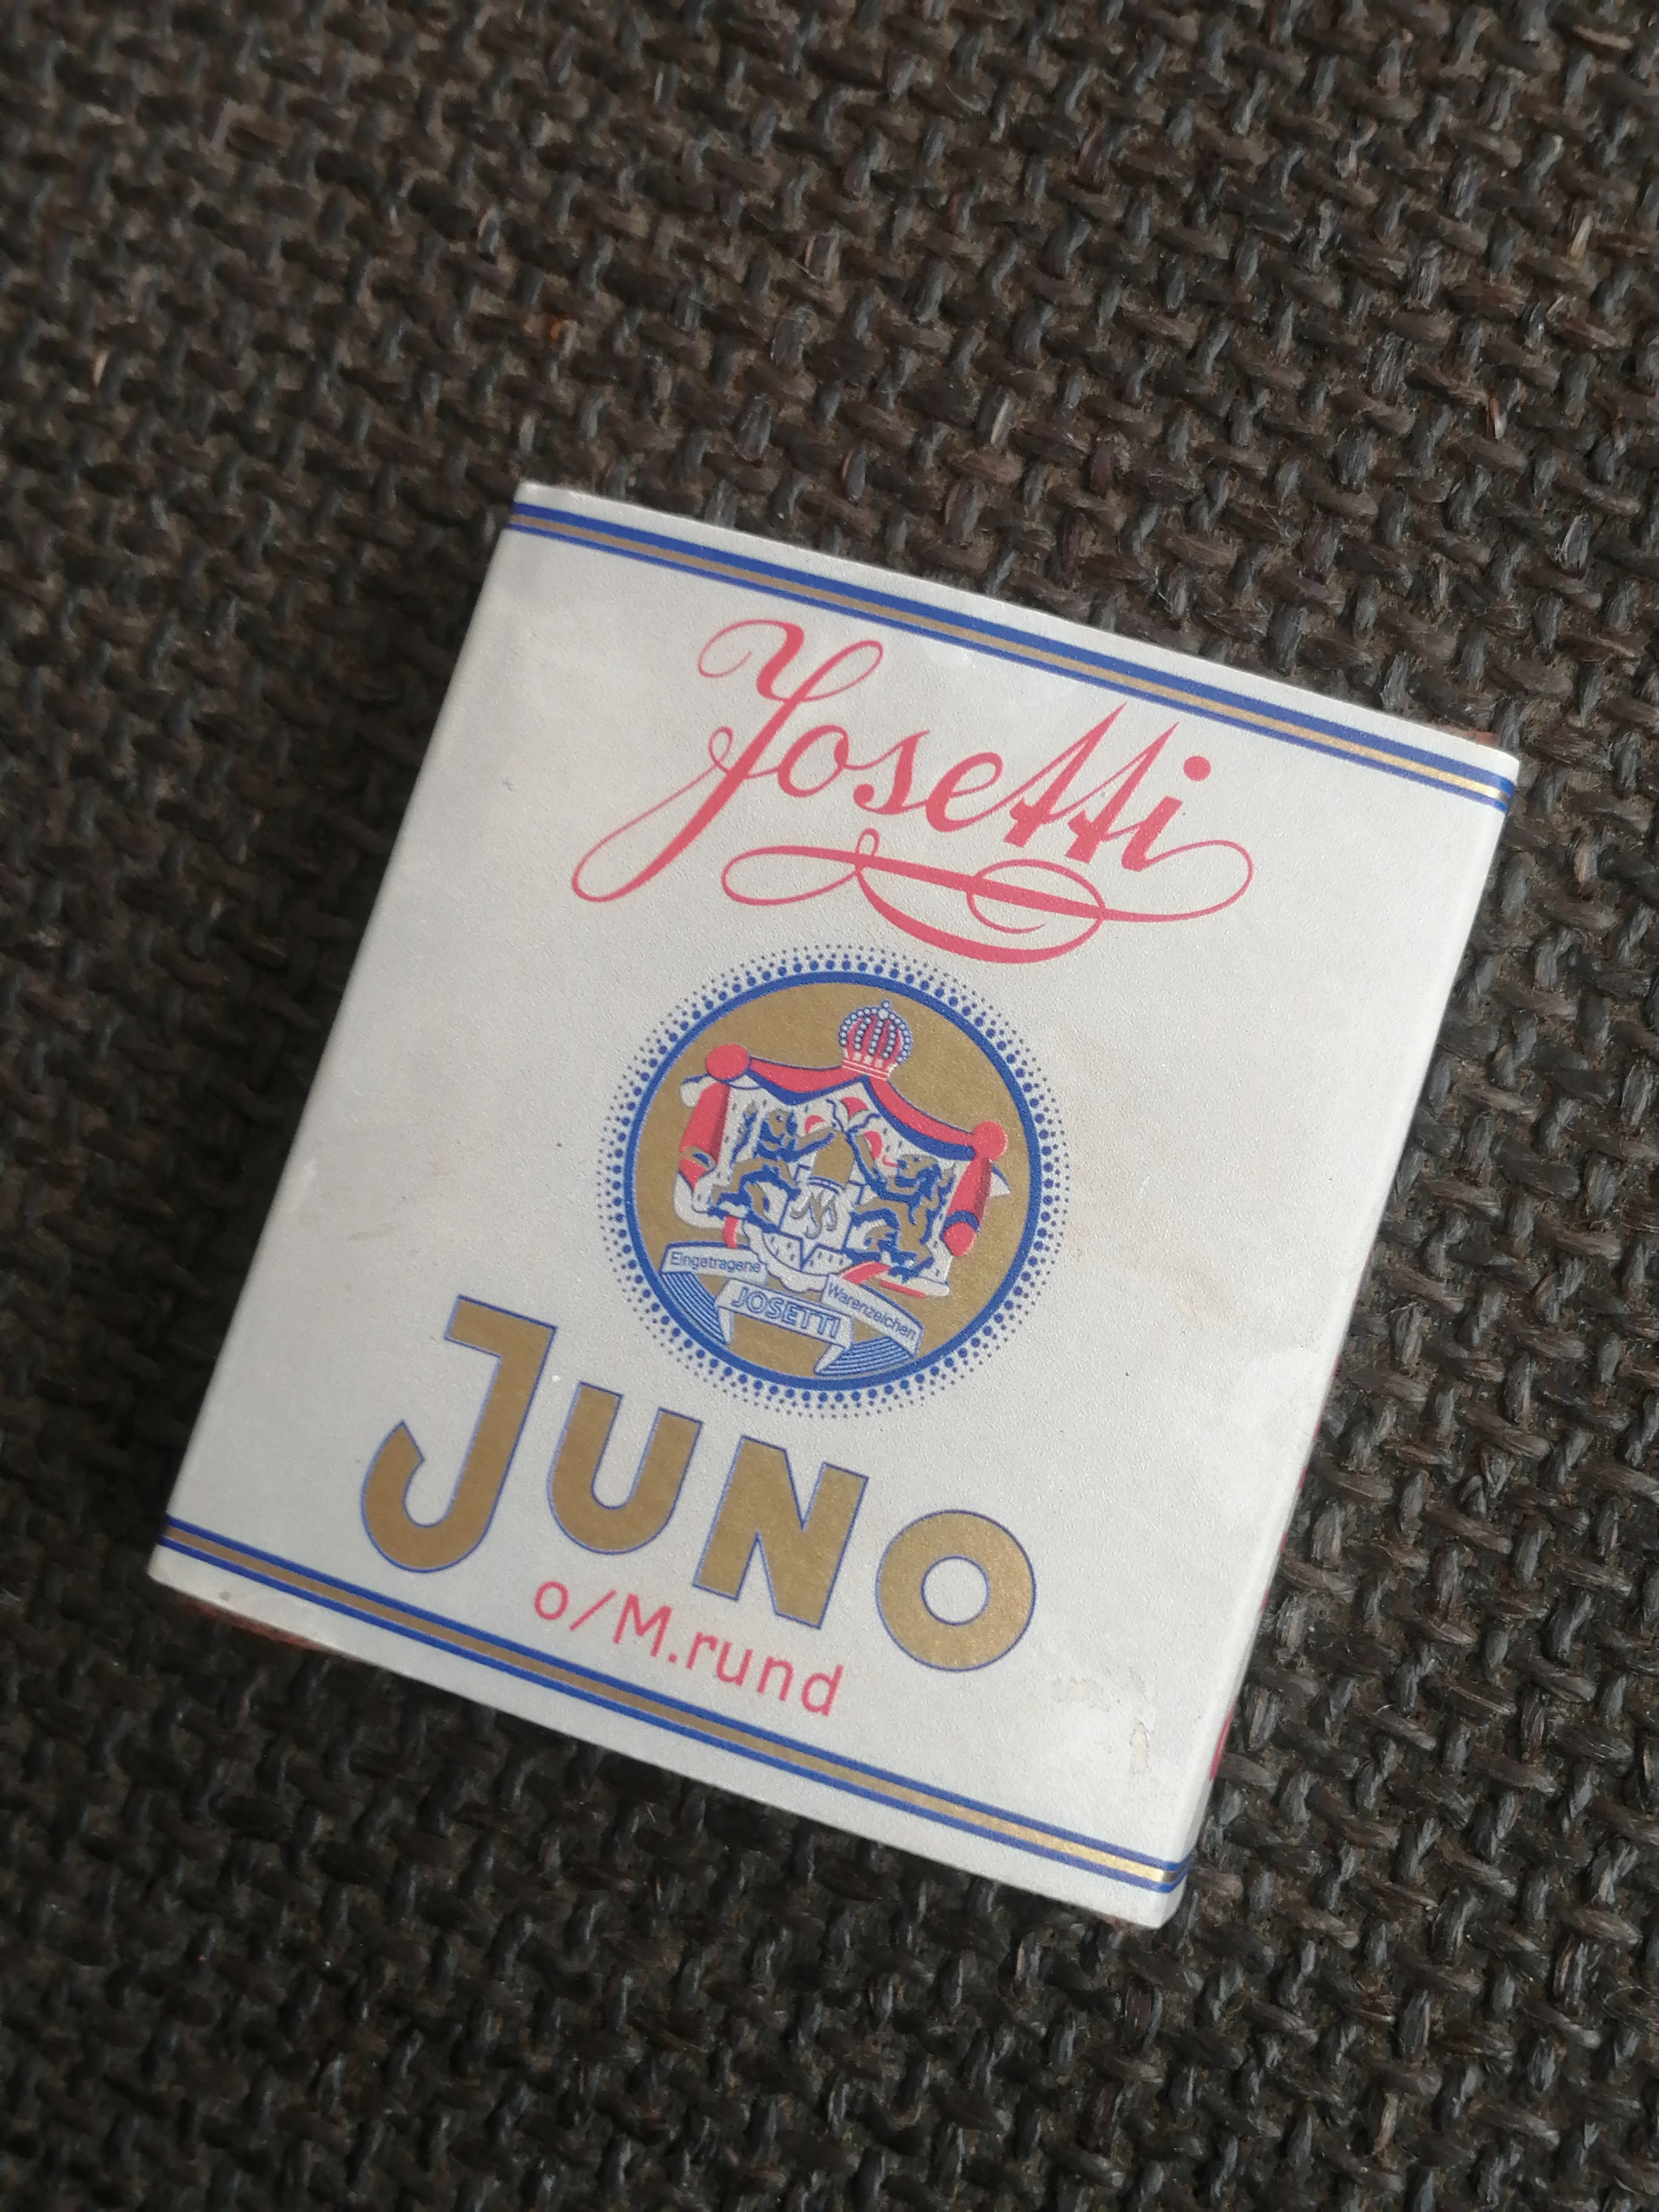 Josetti
Eingetragene
JOSETTI
Warenzeichen
JUNO
o/M.rund